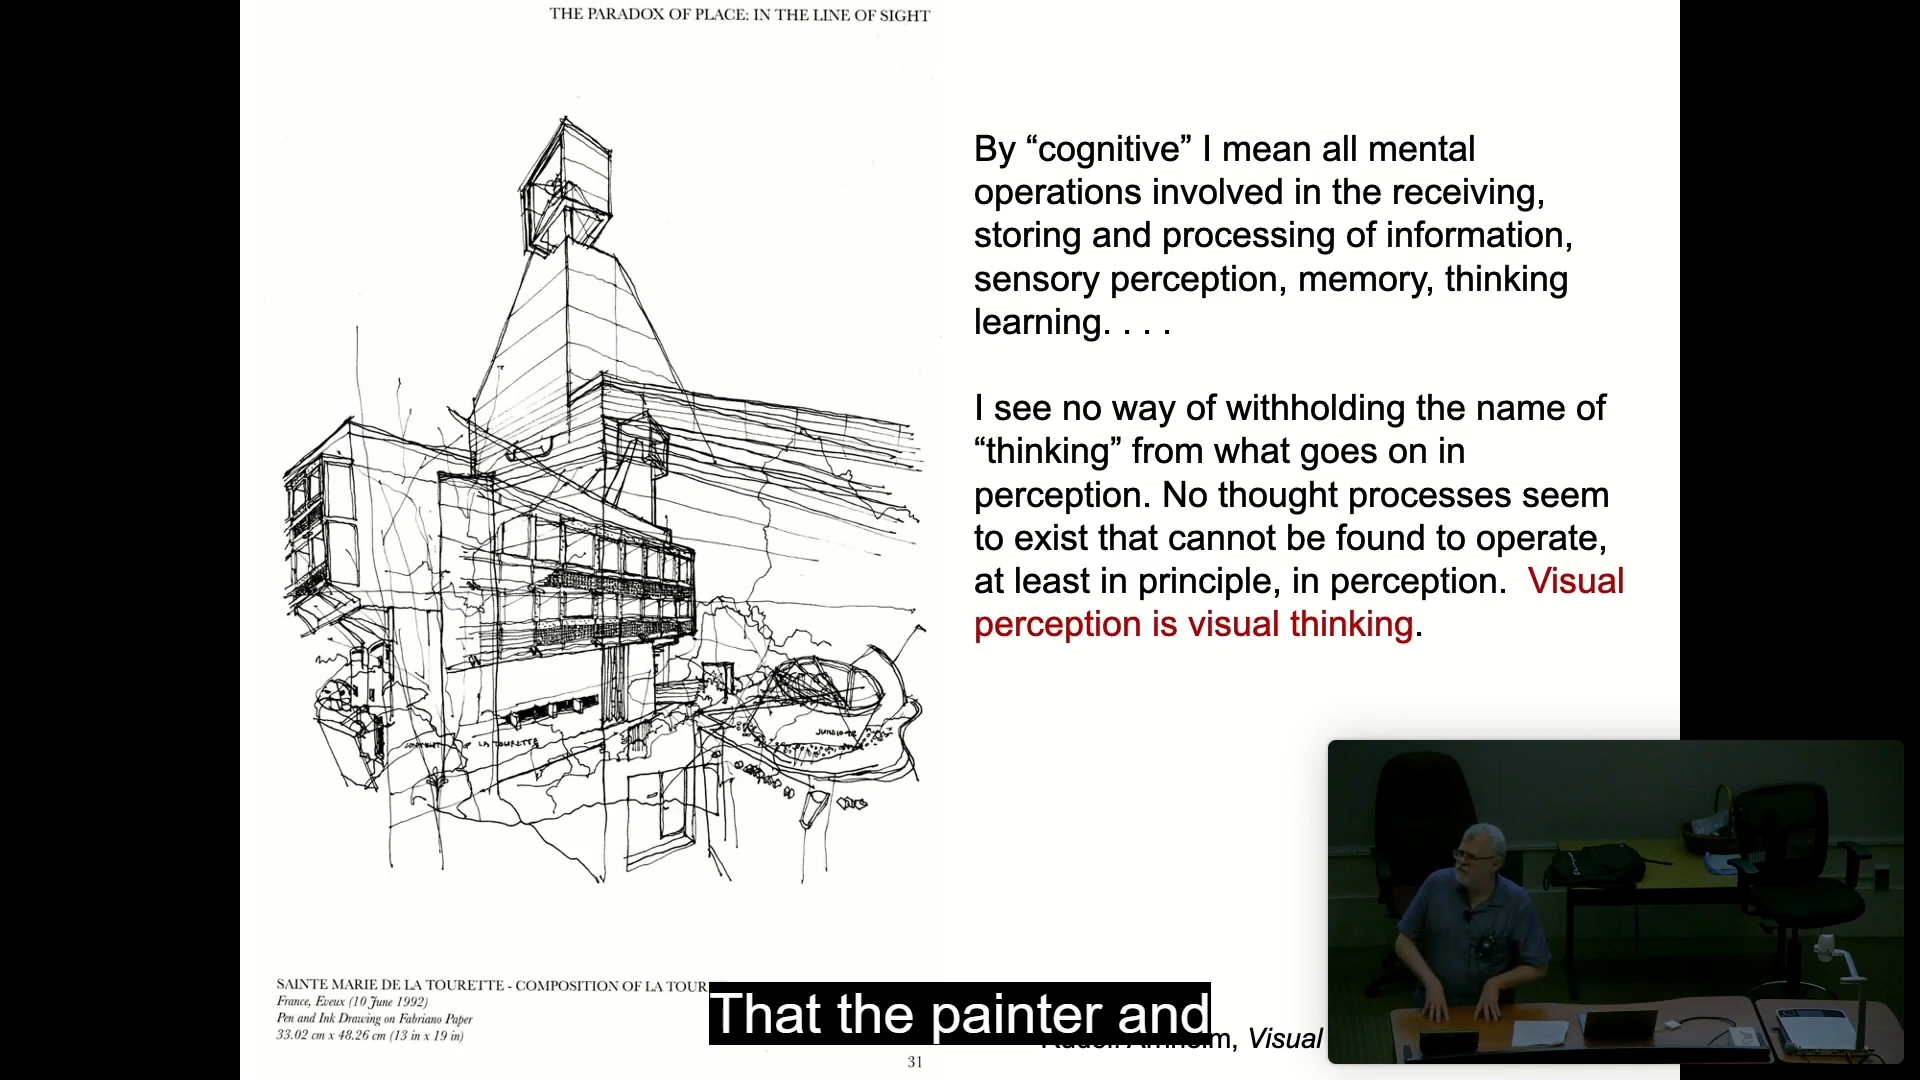 THE PARADOX OF PLACE: IN THE LINE OF SIGHT
By “cognitive” I mean all mental
operations involved in the receiving,
storing and processing of information,
sensory perception, memory, thinking
learning. . . .
I see no way of withholding the name of
“thinking” from what goes on in
perception. No thought processes seem
to exist that cannot be found to operate,
at least in principle, in perception.  Visual
perception is visual thinking.
LA TOURETTE
SAINTE MARIE DE LA TOURETTE - COMPOSITION OF LA TOUR
France, Eveux (10 June 1992)
Pen and Ink Drawing on Fabriano Paper
33.02 cm x 48.26 cm (13 in x 19 in)
31
That the painter and
Visual